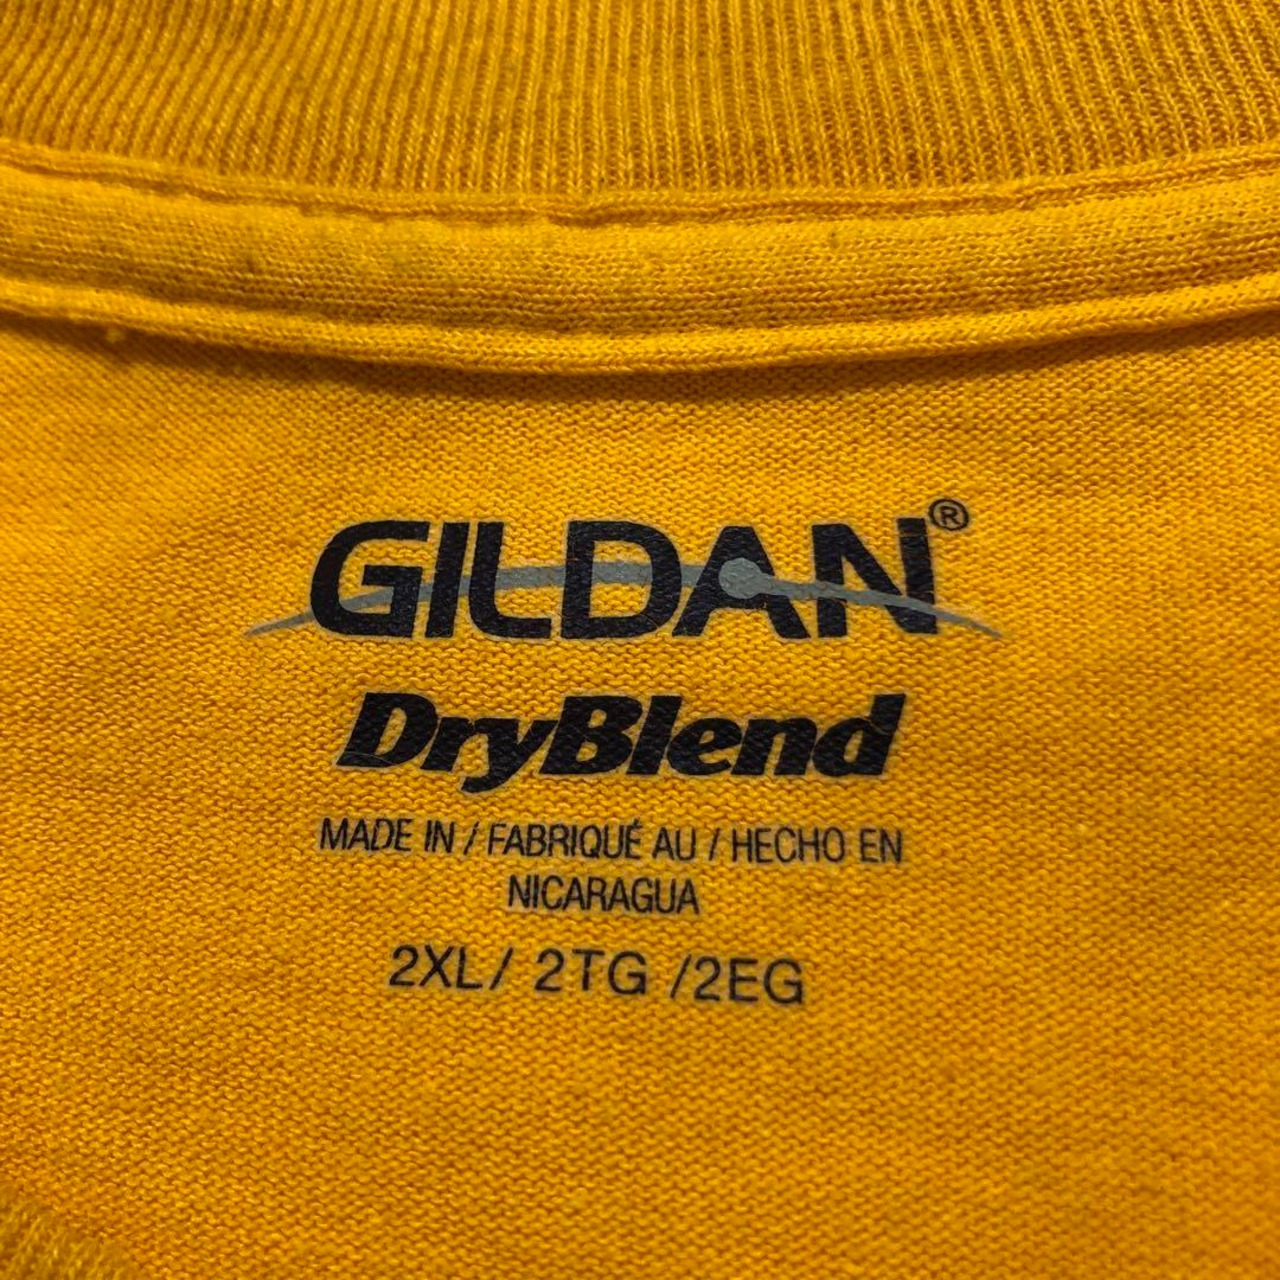 GILDAN®
DryBlend
MADE IN / FABRIQUÉ AU / HECHO EN
NICARAGUA
2XL/ 2TG /2EG